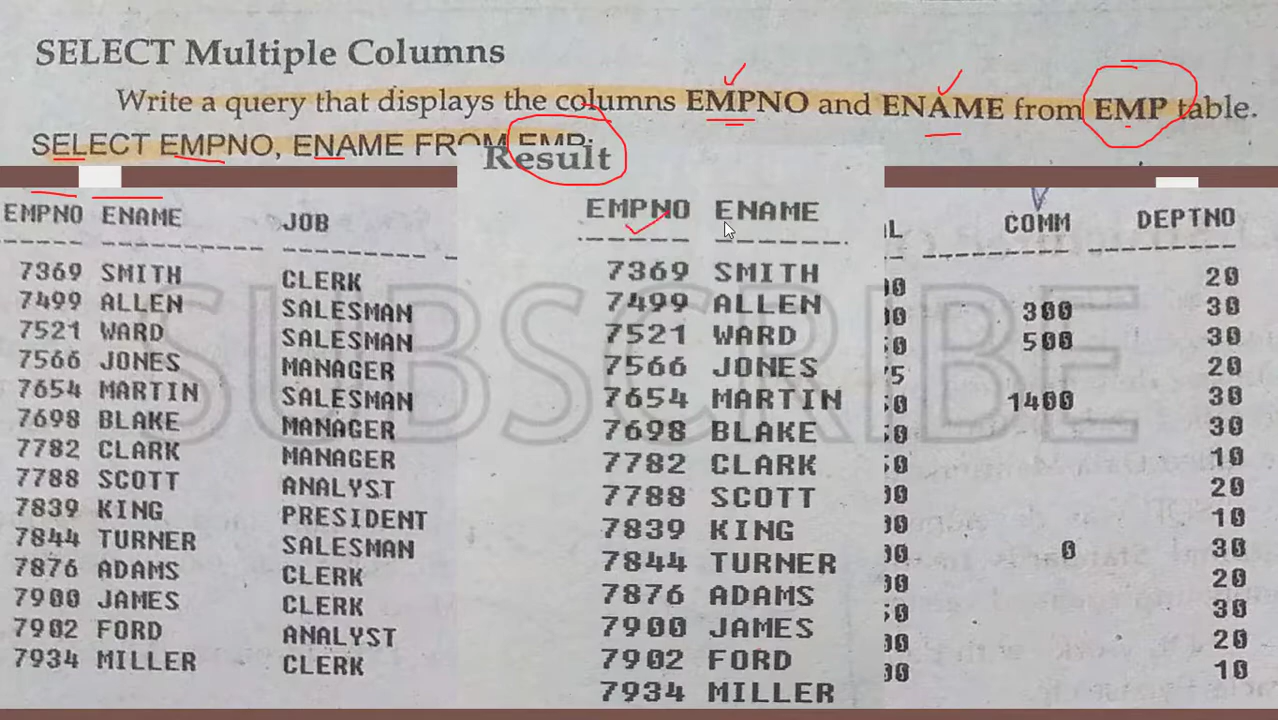 SELECT Multiple Columns
Write a query that displays the columns EMPNO and ENAME from EMP table.
SELECT EMPNO, ENAME FROM EMP;
Result
EMPNO ENAME JOB
7369 SMITH CLERK
7499 ALLEN SALESMAN
7521 WARD SALESMAN
7566 JONES MANAGER
7654 MARTIN SALESMAN
7698 BLAKE MANAGER
7782 CLARK MANAGER
7788 SCOTT ANALYST
7839 KING PRESIDENT
7844 TURNER SALESMAN
7876 ADAMS CLERK
7900 JAMES CLERK
7902 FORD ANALYST
7934 MILLER CLERK
EMPNO ENAME
7369 SMITH
7499 ALLEN
7521 WARD
7566 JONES
7654 MARTIN
7698 BLAKE
7782 CLARK
7788 SCOTT
7839 KING
7844 TURNER
7876 ADAMS
7900 JAMES
7902 FORD
7934 MILLER
COMM DEPTNO
20
300 30
500 30
20
1400 30
30
10
20
10
0 30
20
30
20
10
SUBSCRIBE